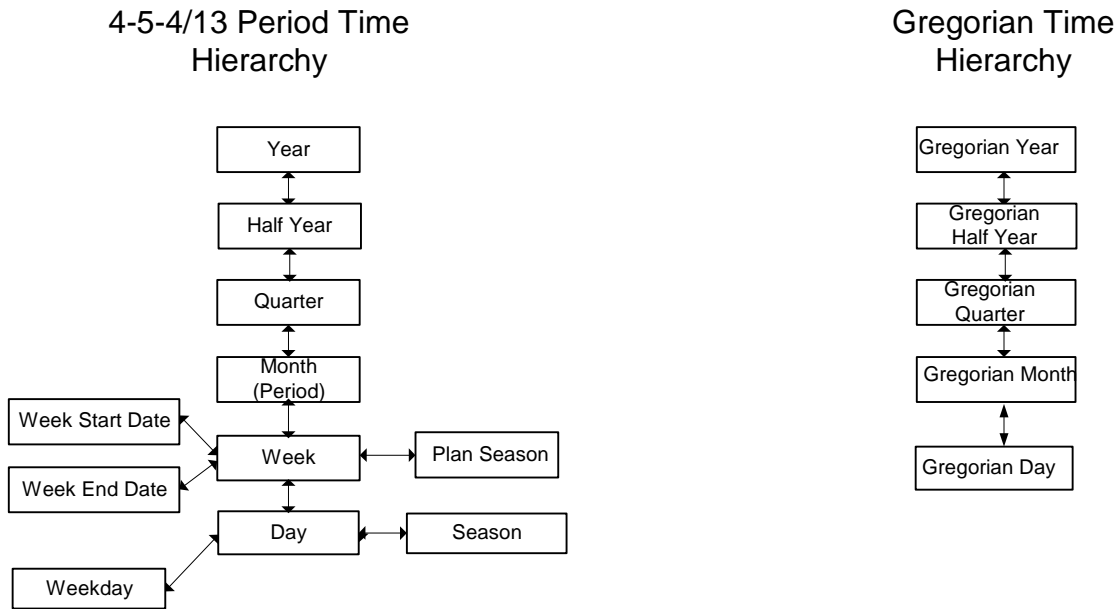 4-5-4/13 Period Time
Hierarchy
Year
Half Year
Quarter
Month
(Period)
Week Start Date
Week
Plan Season
Week End Date
Day
Season
Weekday
Gregorian Time
Hierarchy
Gregorian Year
Gregorian
Half Year
Gregorian
Quarter
Gregorian Month
Gregorian Day